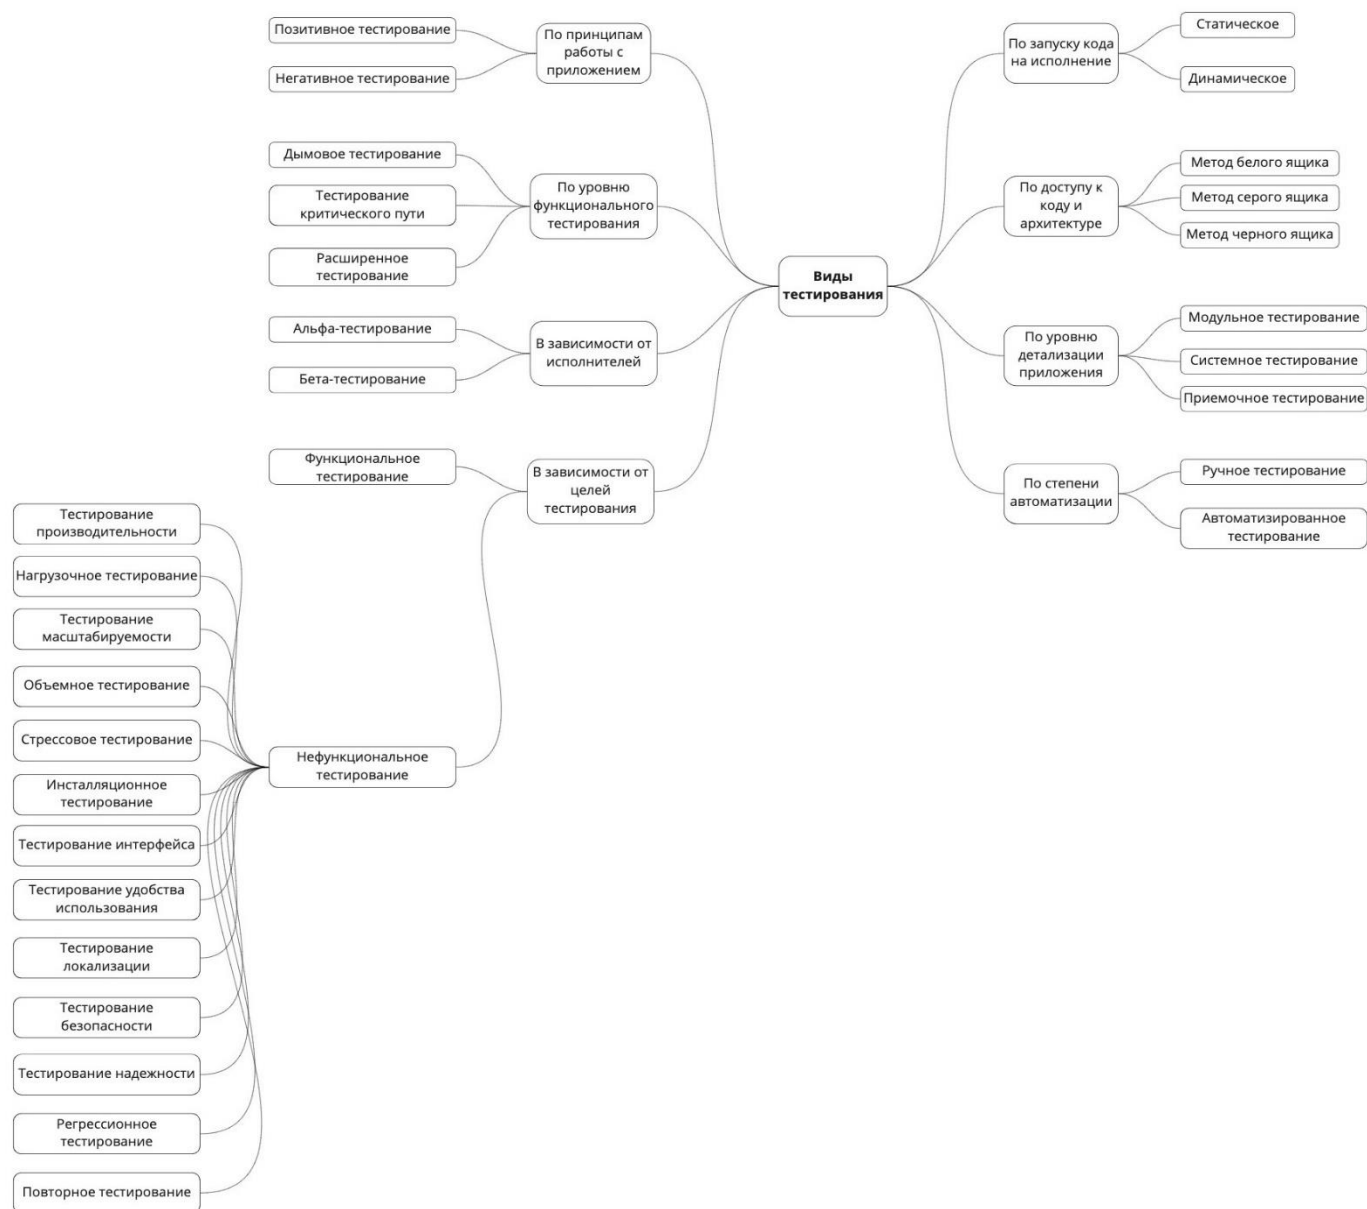 Позитивное тестирование
Негативное тестирование
По принципам
работы с
приложением
Дымовое тестирование
Тестирование
критического пути
Расширенное
тестирование
По уровню
функционального
тестирования
Альфа-тестирование
Бета-тестирование
В зависимости от
исполнителей
Функциональное
тестирование
В зависимости от
целей
тестирования
Тестирование
производительности
Нагрузочное тестирование
Тестирование
масштабируемости
Объемное тестирование
Стрессовое тестирование
Инсталляционное
тестирование
Тестирование интерфейса
Тестирование удобства
использования
Тестирование
локализации
Тестирование
безопасности
Тестирование надежности
Регрессионное
тестирование
Повторное тестирование
Нефункциональное
тестирование
Виды
тестирования
По запуску кода
на исполнение
Статическое
Динамическое
По доступу к
коду и
архитектуре
Метод белого ящика
Метод серого ящика
Метод черного ящика
По уровню
детализации
приложения
Модульное тестирование
Системное тестирование
Приемочное тестирование
По степени
автоматизации
Ручное тестирование
Автоматизированное
тестирование